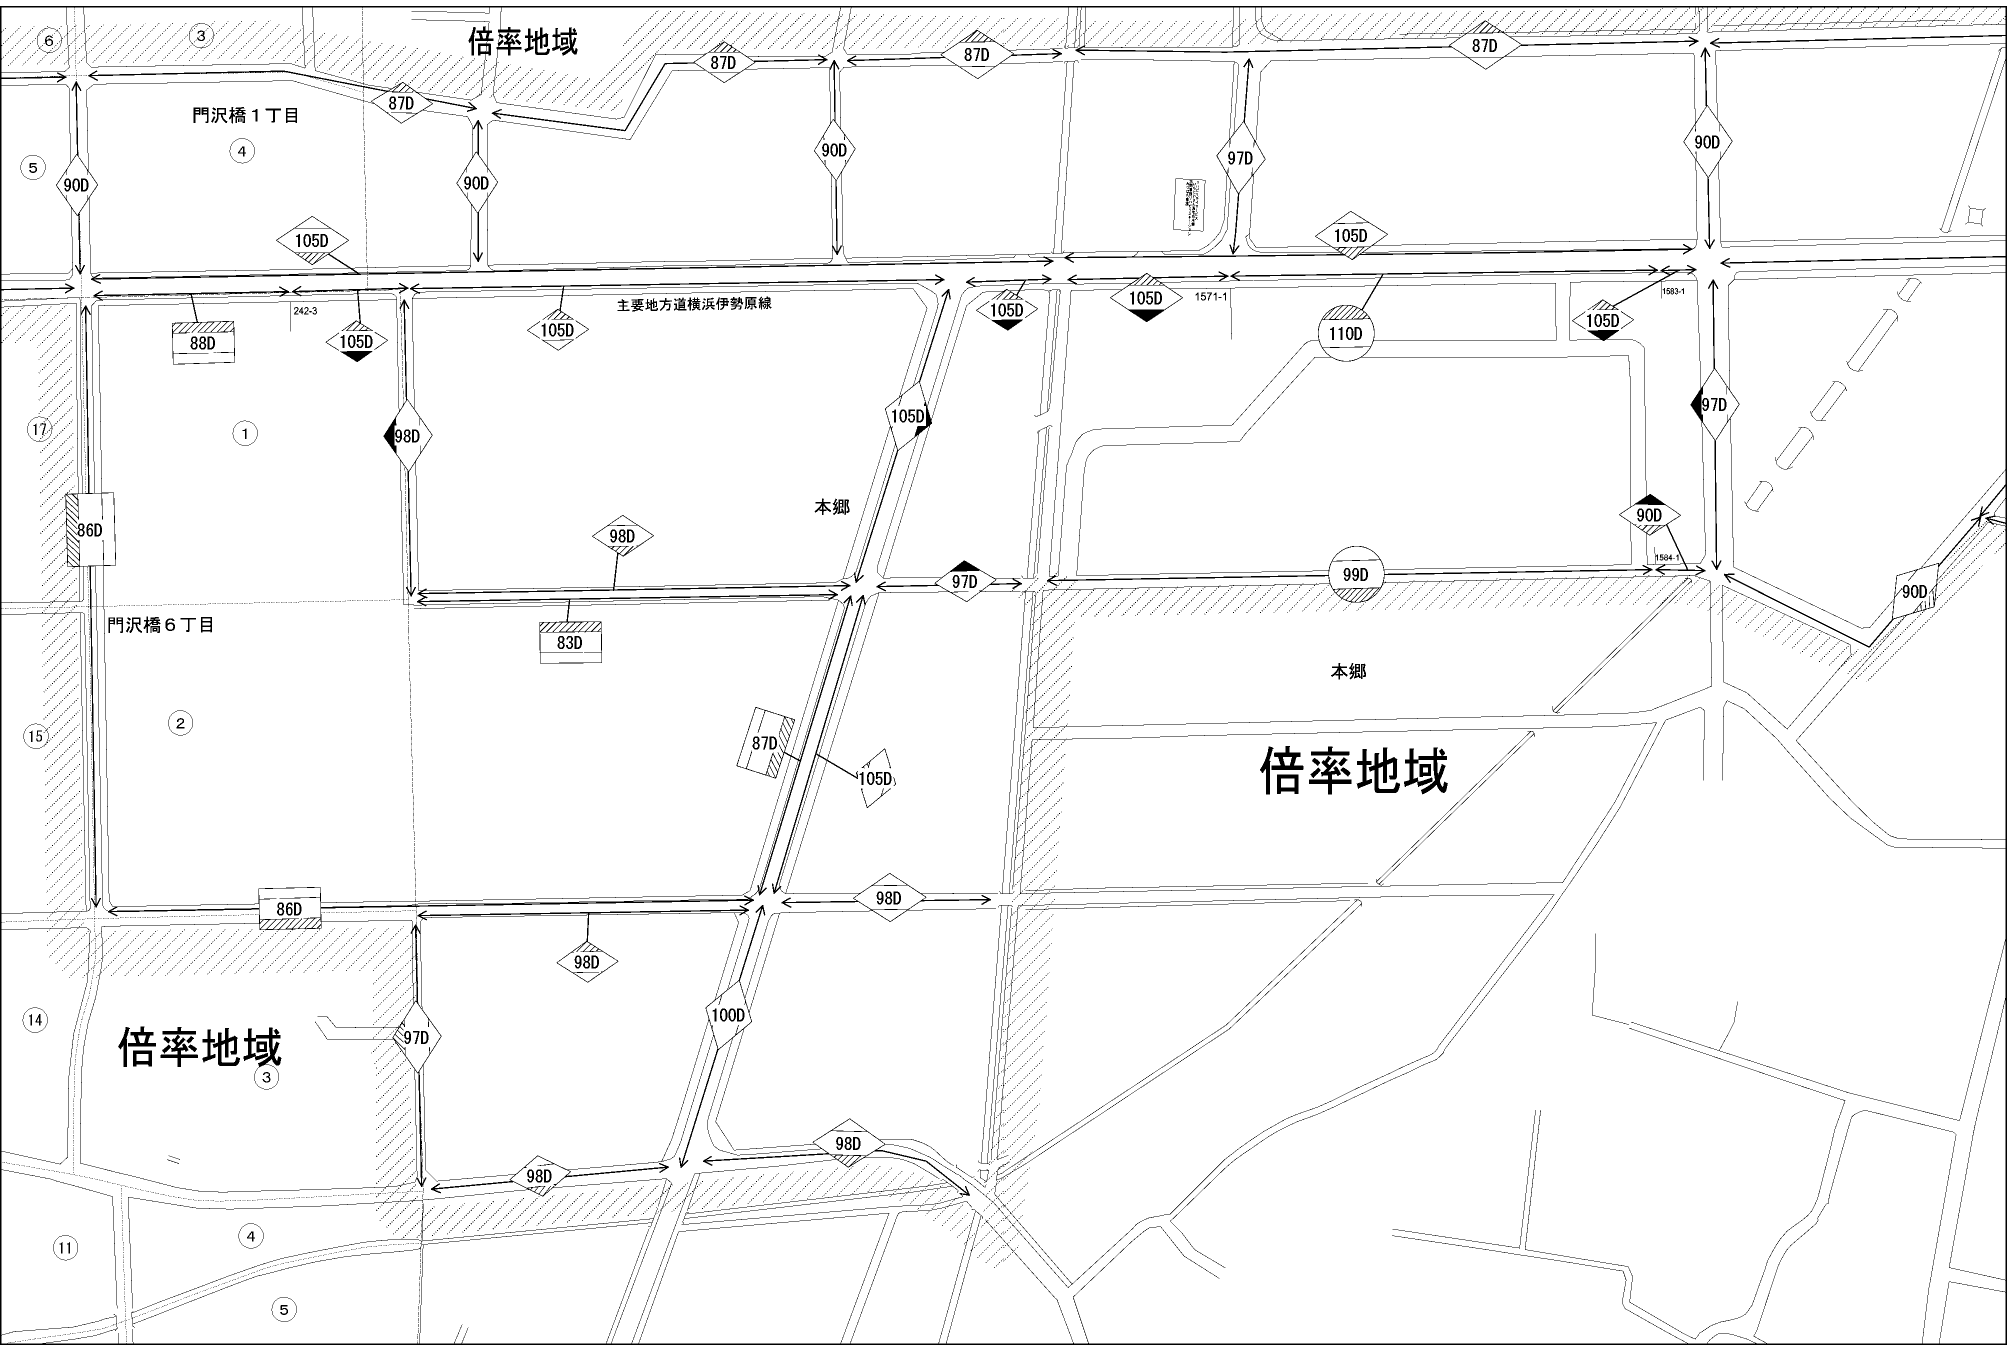 ⑥
③
倍率地域
87D
87D
87D
87D
門沢橋1丁目
④
⑤
90D
90D
90D
97D
90D
105D
105D
主要地方道横浜伊勢原線
242-3
1571-1
1583-1
88D
105D
105D
105D
105D
110D
105D
⑰
①
98D
105D
97D
本郷
86D
98D
97D
99D
90D
1584-1
90D
門沢橋6丁目
83D
本郷
⑮
②
87D
105D
倍率地域
86D
98D
98D
⑭
倍率地域
③
97D
100D
98D
98D
⑪
④
⑤